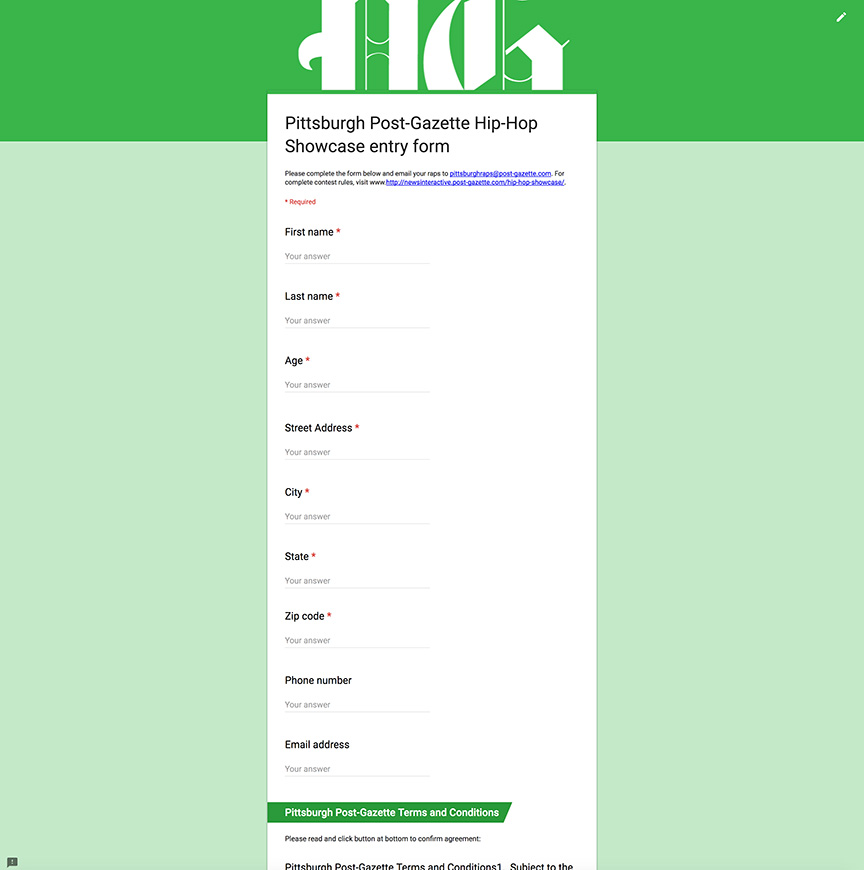 PG
Pittsburgh Post-Gazette Hip-Hop
Showcase entry form
Please complete the form below and email your raps to pittsburghraps@post-gazette.com. For
complete contest rules, visit www.http://newsinteractive.post-gazette.com/hip-hop-showcase/.
* Required
First name *
Your answer
Last name *
Your answer
Age *
Your answer
Street Address *
Your answer
City *
Your answer
State *
Your answer
Zip code *
Your answer
Phone number
Your answer
Email address
Your answer
Pittsburgh Post-Gazette Terms and Conditions
Please read and click button at bottom to confirm agreement:
Pittsburgh Post-Gazette Terms and Conditions1. Subject to the